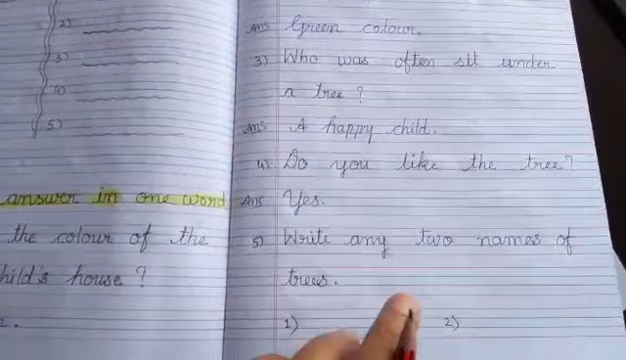 2)
3)
4)
5)
answer in one word
the colour of the
hild's house ?
Ans Green colour.
3) Who was often sit under
a tree ?
Ans A happy child.
4) Do you like the tree?
Ans Yes.
5) Write any two names of
trees.
1) 2)